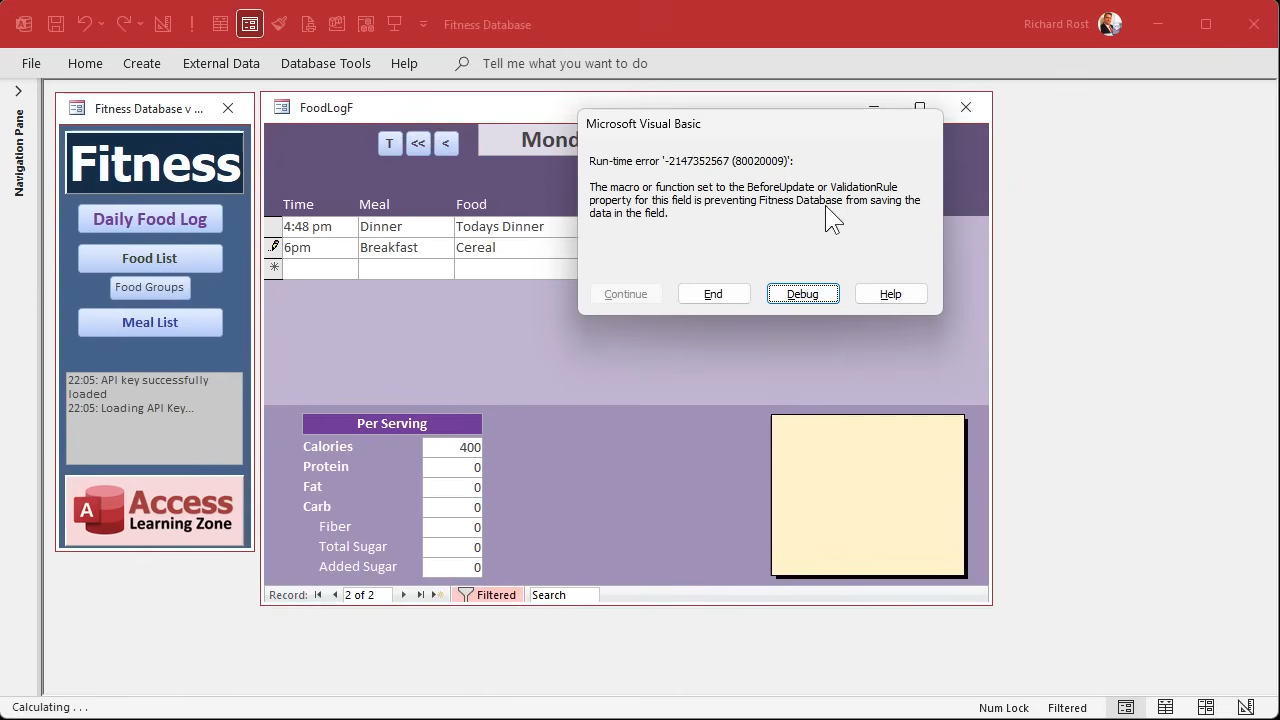 Fitness Database
Richard Rost
File
Home
Create
External Data
Database Tools
Help
Tell me what you want to do
Navigation Pane
Fitness Database v ...
Fitness
Daily Food Log
Food List
Food Groups
Meal List
22:05: API key successfully
loaded
22:05: Loading API Key...
A
Access
Learning Zone
FoodLogF
T
<<
<
Mond
Time
Meal
Food
4:48 pm
Dinner
Todays Dinner
6pm
Breakfast
Cereal
Microsoft Visual Basic
Run-time error '-2147352567 (80020009)':
The macro or function set to the BeforeUpdate or ValidationRule
property for this field is preventing Fitness Database from saving the
data in the field.
Continue
End
Debug
Help
Per Serving
Calories 400
Protein 0
Fat 0
Carb 0
Fiber 0
Total Sugar 0
Added Sugar 0
Record:
2 of 2
Filtered
Search
Calculating . . .
Num Lock
Filtered